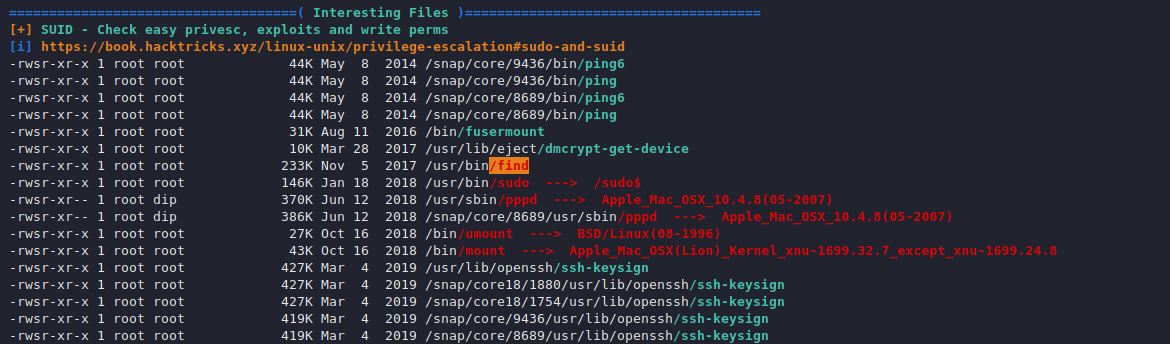 ====================================( Interesting Files )=====================================
[+] SUID - Check easy privesc, exploits and write perms
[i] https://book.hacktricks.xyz/linux-unix/privilege-escalation#sudo-and-suid
-rwsr-xr-x 1 root root            44K May  8  2014 /snap/core/9436/bin/ping6
-rwsr-xr-x 1 root root            44K May  8  2014 /snap/core/9436/bin/ping
-rwsr-xr-x 1 root root            44K May  8  2014 /snap/core/8689/bin/ping6
-rwsr-xr-x 1 root root            44K May  8  2014 /snap/core/8689/bin/ping
-rwsr-xr-x 1 root root            31K Aug 11  2016 /bin/fusermount
-rwsr-xr-x 1 root root            10K Mar 28  2017 /usr/lib/eject/dmcrypt-get-device
-rwsr-xr-x 1 root root            233K Nov  5  2017 /usr/bin/find
-rwsr-xr-x 1 root root            146K Jan 18  2018 /usr/bin/sudo  --->  /sudo$
-rwsr-xr-- 1 root dip             370K Jun 12  2018 /usr/sbin/pppd  --->  Apple_Mac_OSX_10.4.8(05-2007)
-rwsr-xr-- 1 root dip             386K Jun 12  2018 /snap/core/8689/usr/sbin/pppd  --->  Apple_Mac_OSX_10.4.8(05-2007)
-rwsr-xr-x 1 root root            27K Oct 16  2018 /bin/umount  --->  BSD/Linux(08-1996)
-rwsr-xr-x 1 root root            43K Oct 16  2018 /bin/mount  --->  Apple_Mac_OSX(Lion)_Kernel_xnu-1699.32.7_except_xnu-1699.24.8
-rwsr-xr-x 1 root root            427K Mar  4  2019 /usr/lib/openssh/ssh-keysign
-rwsr-xr-x 1 root root            427K Mar  4  2019 /snap/core18/1880/usr/lib/openssh/ssh-keysign
-rwsr-xr-x 1 root root            427K Mar  4  2019 /snap/core18/1754/usr/lib/openssh/ssh-keysign
-rwsr-xr-x 1 root root            419K Mar  4  2019 /snap/core/9436/usr/lib/openssh/ssh-keysign
-rwsr-xr-x 1 root root            419K Mar  4  2019 /snap/core/8689/usr/lib/openssh/ssh-keysign